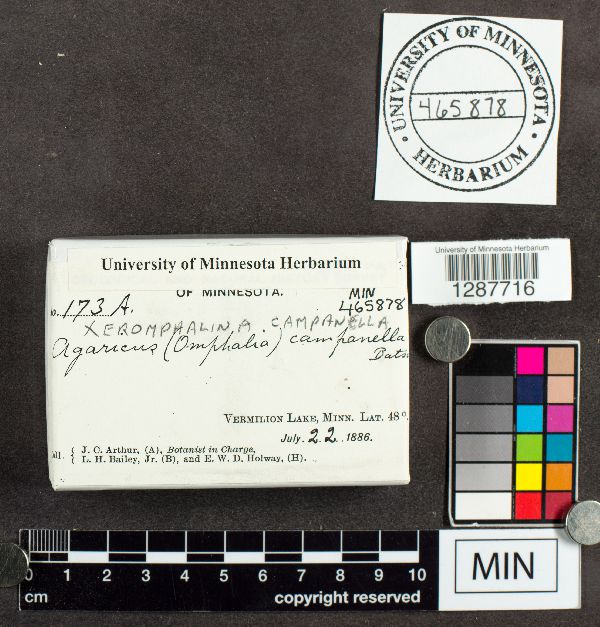 UNIVERSITY OF MINNESOTA
465878
• HERBARIUM •
University of Minnesota Herbarium
OF MINNESOTA.
173 A.
MIN
465878
XEROMPHALINA CAMPANELLA
Agaricus (Omphalia) campanella
Batsc
VERMILION LAKE, MINN. LAT. 48°.
July. 22. 1886.
J. C. Arthur, (A), Botanist in Charge,
L. H. Bailey, Jr. (B), and E. W. D. Holway, (H).
University of Minnesota Herbarium
1287716
0 1 2 3 4 5 6 7 8 9 10
cm
copyright reserved
MIN